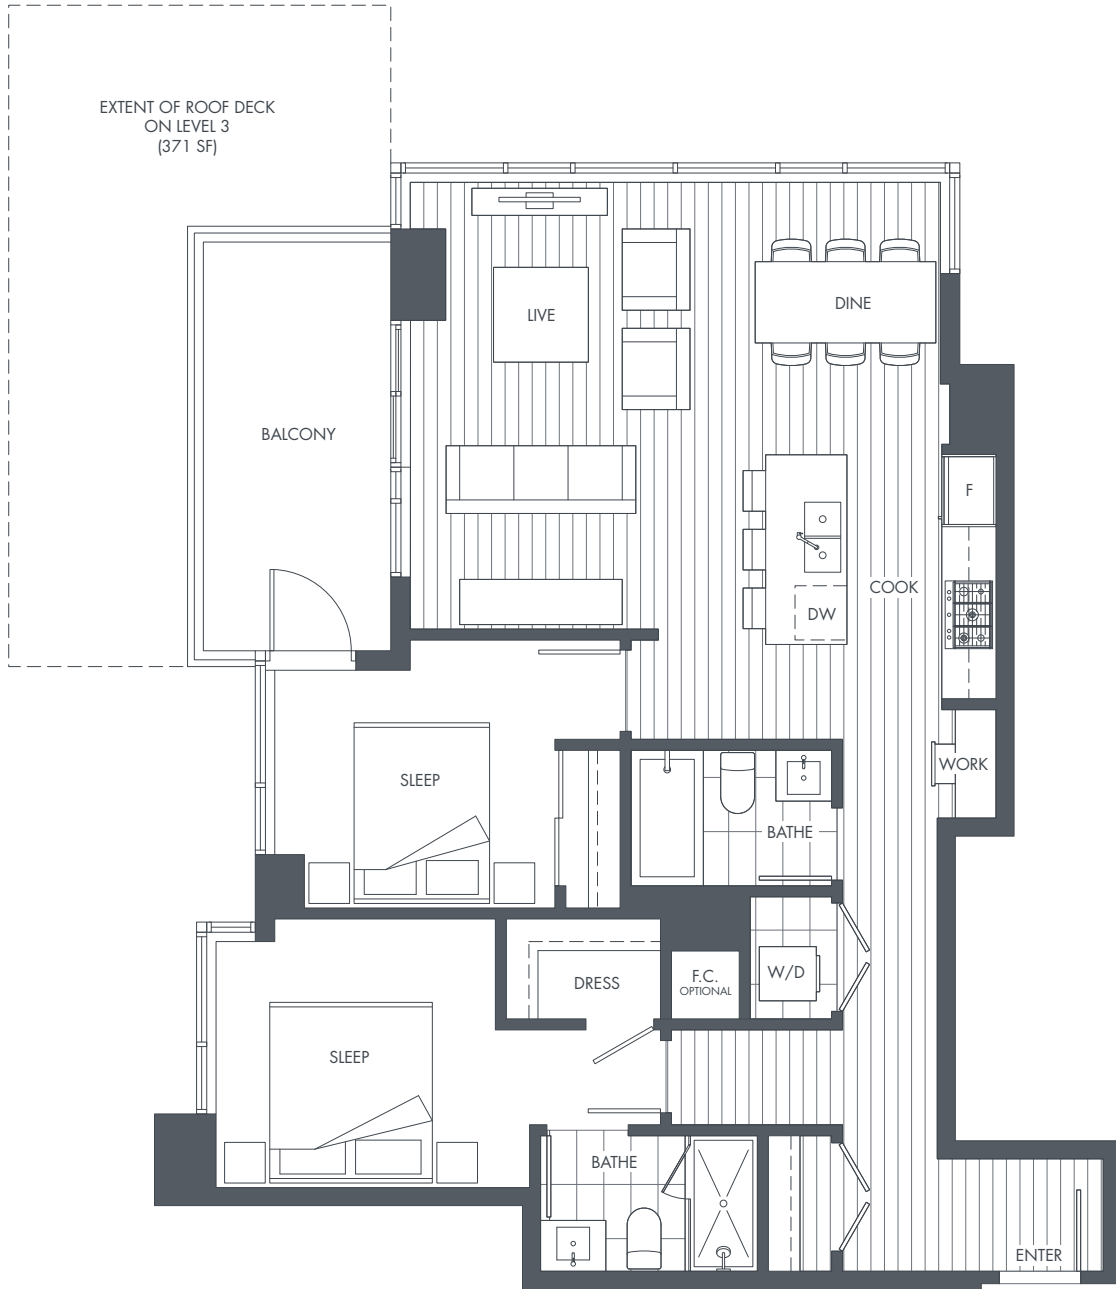 EXTENT OF ROOF DECK
ON LEVEL 3
(371 SF)
LIVE
DINE
BALCONY
F
COOK
DW
WORK
SLEEP
BATHE
DRESS
F.C.
OPTIONAL
W/D
SLEEP
BATHE
ENTER